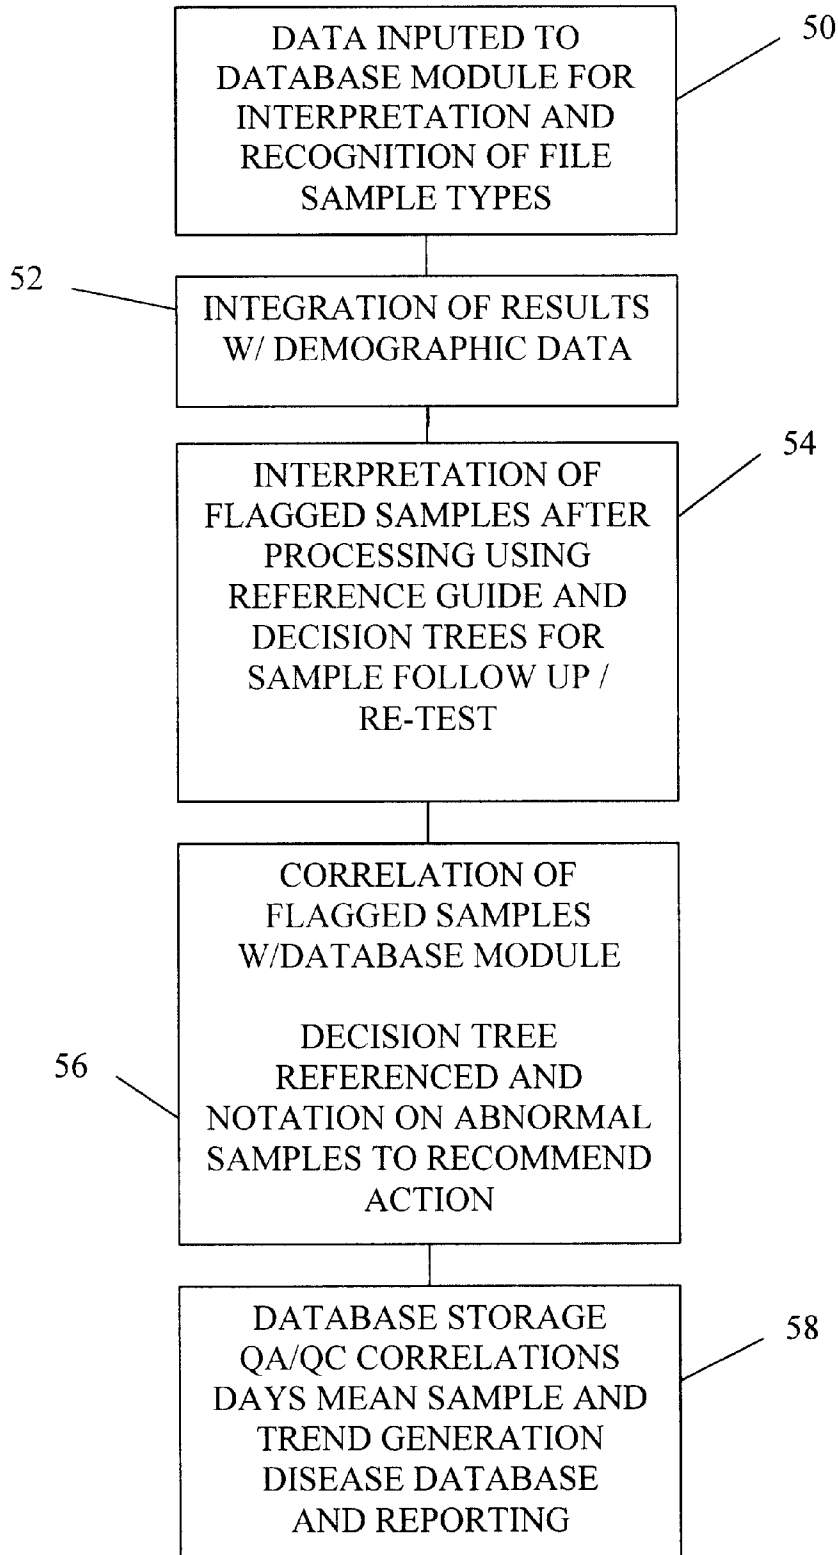 DATA INPUTED TO
DATABASE MODULE FOR
INTERPRETATION AND
RECOGNITION OF FILE
SAMPLE TYPES
50
52
INTEGRATION OF RESULTS
W/ DEMOGRAPHIC DATA
54
INTERPRETATION OF
FLAGGED SAMPLES AFTER
PROCESSING USING
REFERENCE GUIDE AND
DECISION TREES FOR
SAMPLE FOLLOW UP /
RE-TEST
CORRELATION OF
FLAGGED SAMPLES
W/DATABASE MODULE
DECISION TREE
REFERENCED AND
NOTATION ON ABNORMAL
SAMPLES TO RECOMMEND
ACTION
56
DATABASE STORAGE
QA/QC CORRELATIONS
DAYS MEAN SAMPLE AND
TREND GENERATION
DISEASE DATABASE
AND REPORTING
58